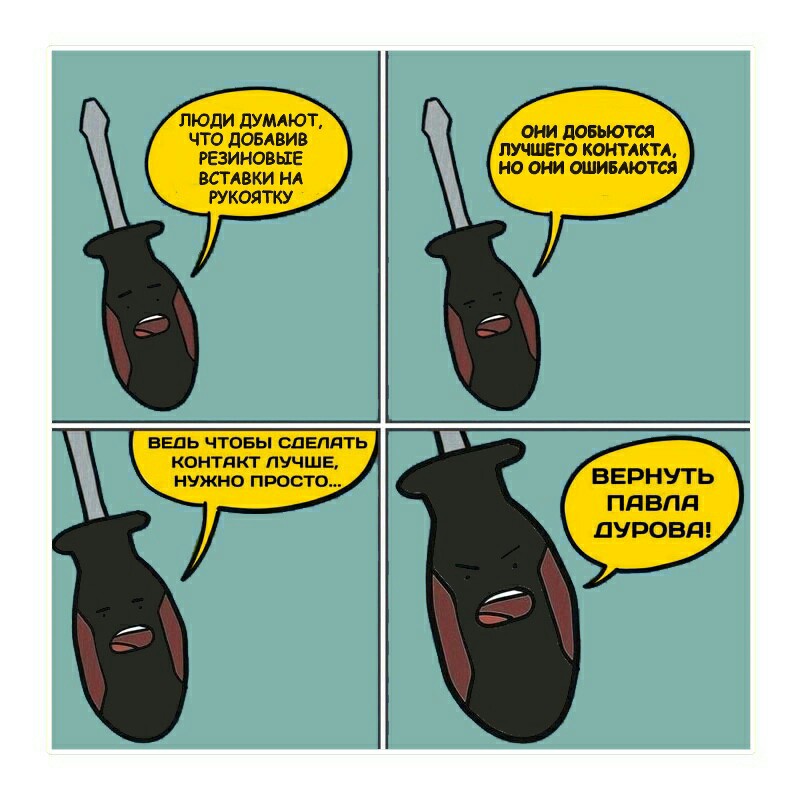 ЛЮДИ ДУМАЮТ,
ЧТО ДОБАВИВ
РЕЗИНОВЫЕ
ВСТАВКИ НА
РУКОЯТКУ
ОНИ ДОБЬЮТСЯ
ЛУЧШЕГО КОНТАКТА,
НО ОНИ ОШИБАЮТСЯ
ВЕДЬ ЧТОБЫ СДЕЛАТЬ
КОНТАКТ ЛУЧШЕ,
НУЖНО ПРОСТО...
ВЕРНУТЬ
ПАВЛА
ДУРОВА!